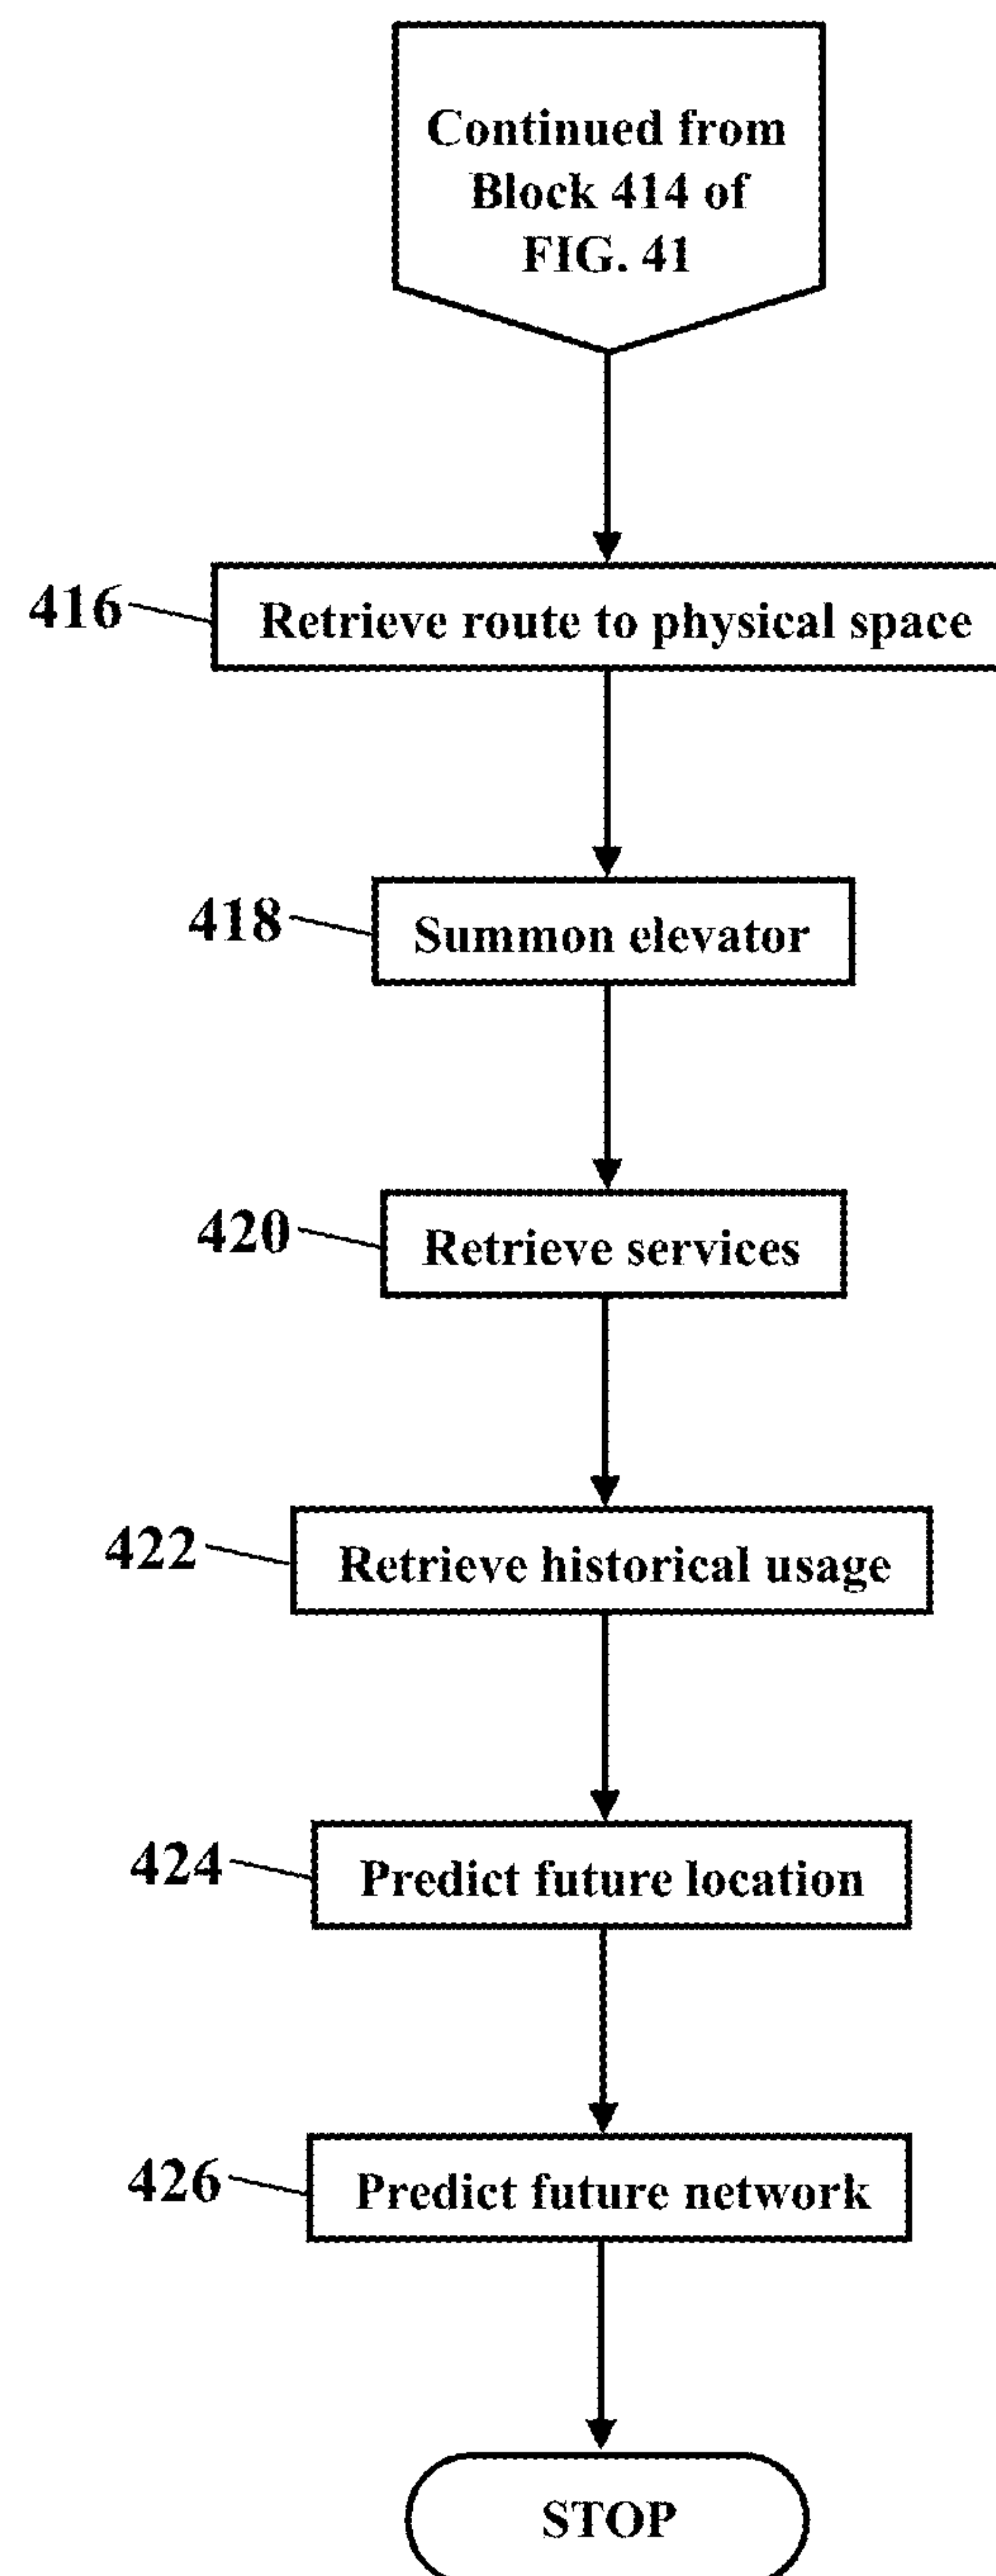 Continued from
Block 414 of
FIG. 41
416
Retrieve route to physical space
418
Summon elevator
420
Retrieve services
422
Retrieve historical usage
424
Predict future location
426
Predict future network
STOP